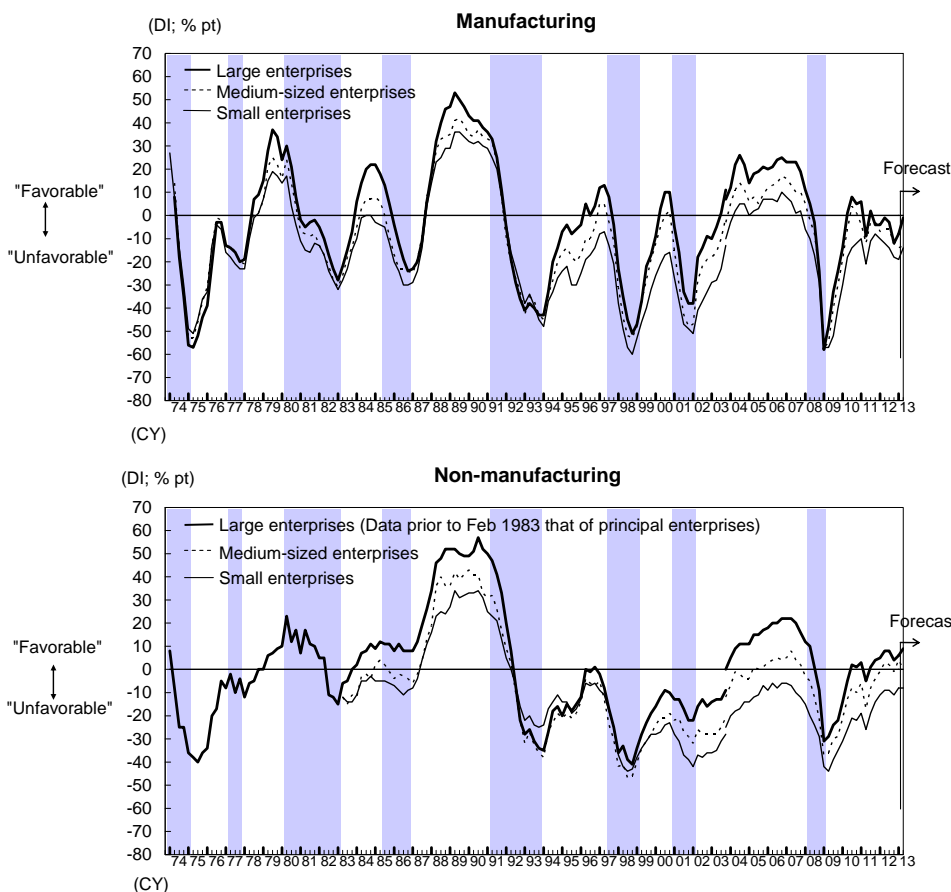 Manufacturing
(DI; % pt)
70
60
50
40
30
20
10
0
-10
-20
-30
-40
-50
-60
-70
-80
Large enterprises
Medium-sized enterprises
Small enterprises
"Favorable"
"Unfavorable"
Forecast
74 75 76 77 78 79 80 81 82 83 84 85 86 87 88 89 90 91 92 93 94 95 96 97 98 99 00 01 02 03 04 05 06 07 08 09 10 11 12 13
(CY)
Non-manufacturing
(DI; % pt)
70
60
50
40
30
20
10
0
-10
-20
-30
-40
-50
-60
-70
-80
Large enterprises (Data prior to Feb 1983 that of principal enterprises)
Medium-sized enterprises
Small enterprises
"Favorable"
"Unfavorable"
Forecas
74 75 76 77 78 79 80 81 82 83 84 85 86 87 88 89 90 91 92 93 94 95 96 97 98 99 00 01 02 03 04 05 06 07 08 09 10 11 12 13
(CY)